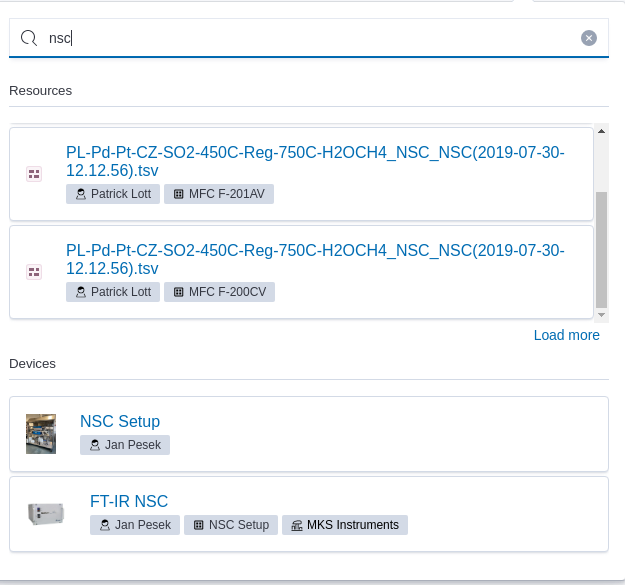 nsc
Resources
PL-Pd-Pt-CZ-SO2-450C-Reg-750C-H2OCH4_NSC_NSC(2019-07-30-
12.12.56).tsv
Patrick Lott MFC F-201AV
PL-Pd-Pt-CZ-SO2-450C-Reg-750C-H2OCH4_NSC_NSC(2019-07-30-
12.12.56).tsv
Patrick Lott MFC F-200CV
Load more
Devices
NSC Setup
Jan Pesek
FT-IR NSC
Jan Pesek NSC Setup MKS Instruments